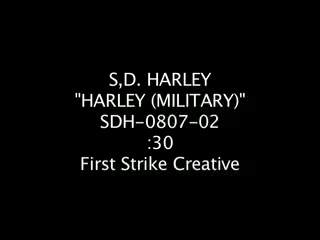 S,D. HARLEY
"HARLEY (MILITARY)"
SDH-0807-02
:30
First Strike Creative